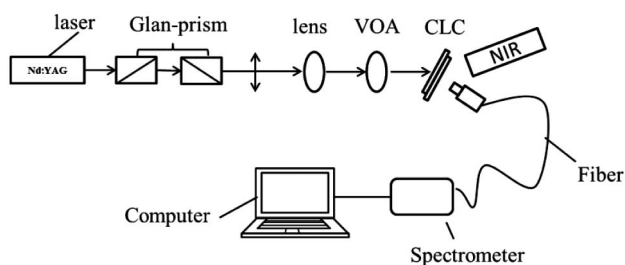 laser
Glan-prism
lens
VOA
CLC
Nd:YAG
NIR
Fiber
Computer
Spectrometer